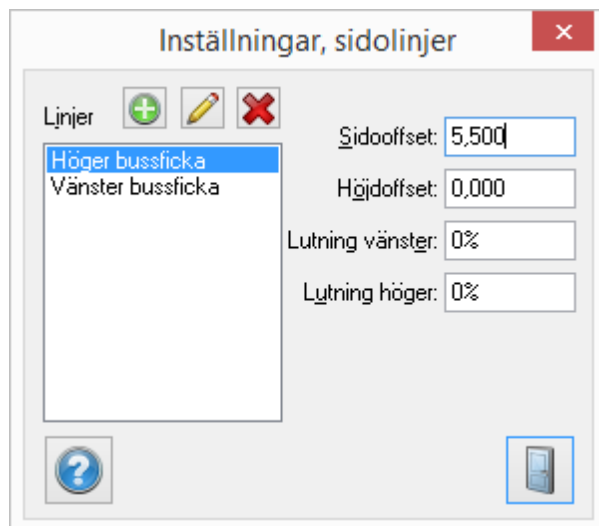 Inställningar, sidolinjer
Linjer
Höger bussficka
Vänster bussficka
Sidooffset: 5,500
Höjdoffset: 0,000
Lutning vänster: 0%
Lutning höger: 0%